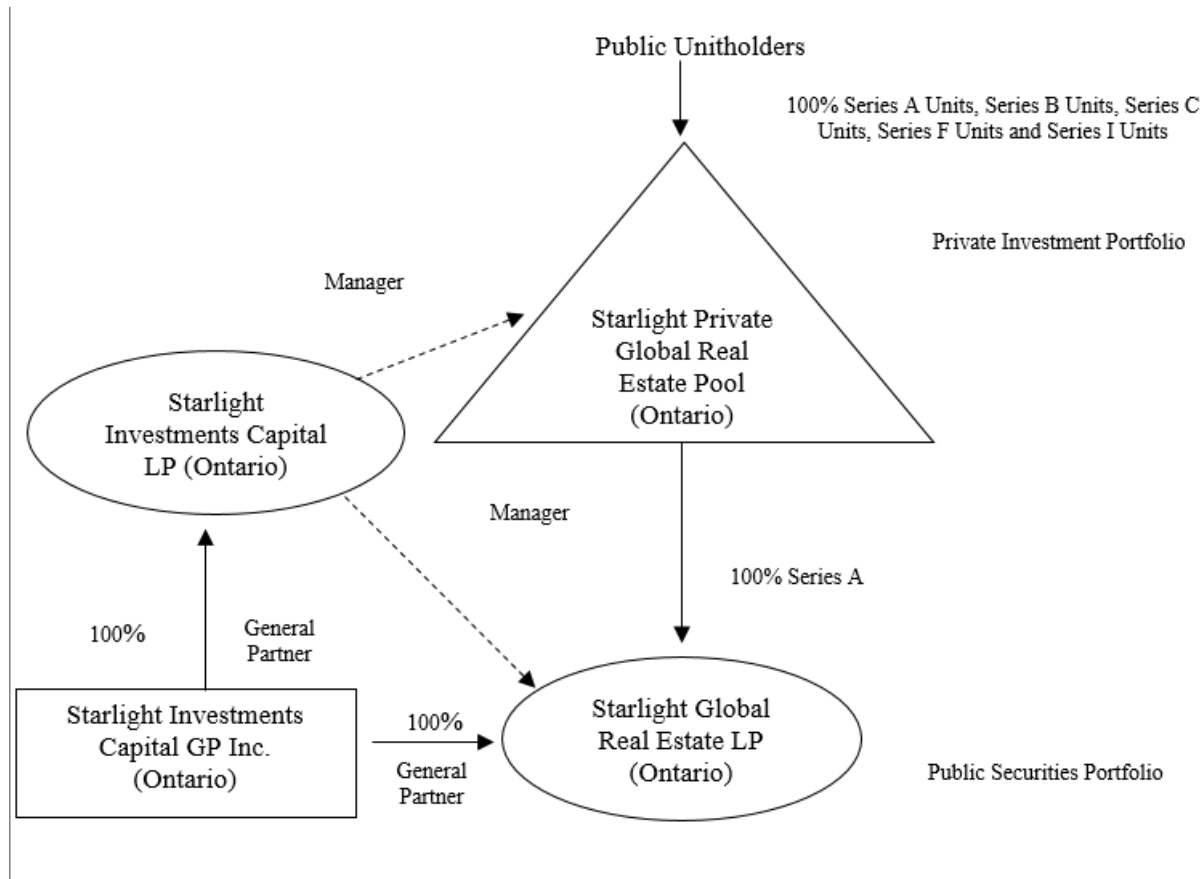 Public Unitholders
100% Series A Units, Series B Units, Series C
Units, Series F Units and Series I Units
Private Investment Portfolio
Manager
Starlight Private
Global Real
Estate Pool
(Ontario)
Starlight
Investments Capital
LP (Ontario)
Manager
100% Series A
100%
General
Partner
Starlight Investments
Capital GP Inc.
(Ontario)
100%
General
Partner
Starlight Global
Real Estate LP
(Ontario)
Public Securities Portfolio